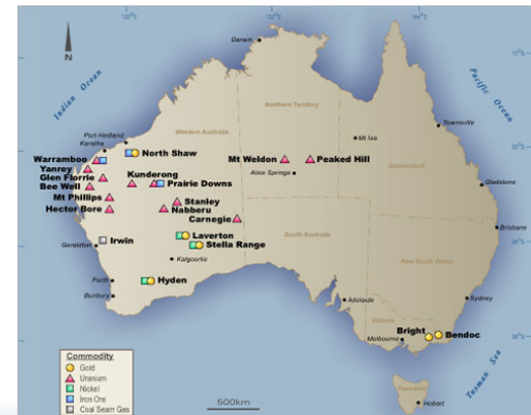 Darwin
N
Indian Ocean
Pacific Ocean
Northern Territory
Western Australia
Port Hedland
Karratha
Mt Isa
Townsville
Warramboo
North Shaw
Yanrey
Mt Weldon
Peaked Hill
Glen Florrie
Kunderong
Alice Springs
Queensland
Bee Well
Prairie Downs
Gladstone
Mt Phillips
Stanley
Hector Bore
Nabberu
Carnegie
Brisbane
Irwin
Laverton
South Australia
Geraldton
Stella Range
Kalgoorlie
New South Wales
Perth
Hyden
Bunbury
Adelaide
Sydney
Victoria
Bright
Bendoc
Melbourne
Tasman Sea
Commodity
Gold
Uranium
Nickel
Iron Ore
Coal Seam Gas
500km
Tasmania
Hobart